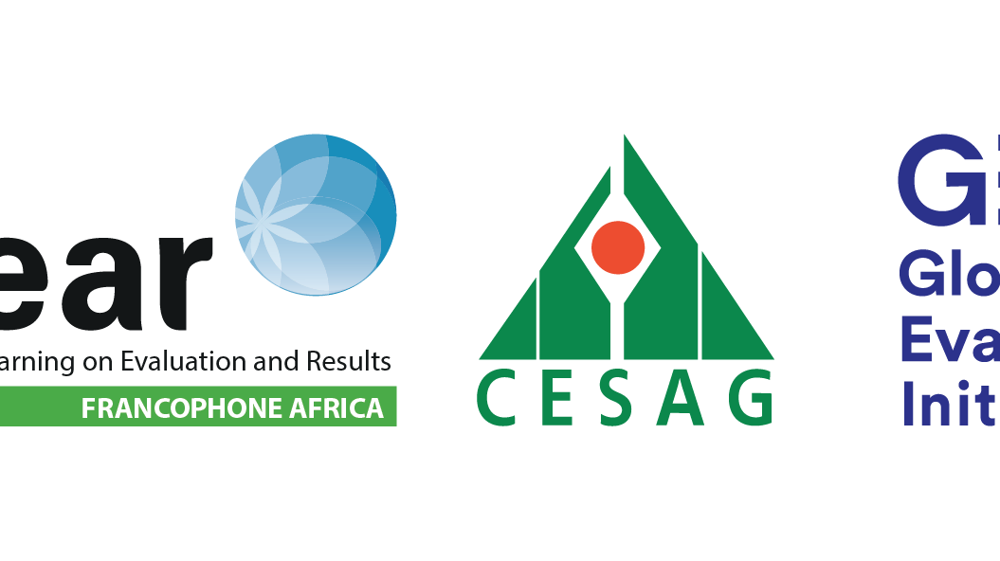 ear
arning on Evaluation and Results
FRANCOPHONE AFRICA
CESAG
G
Glo
Eva
Init